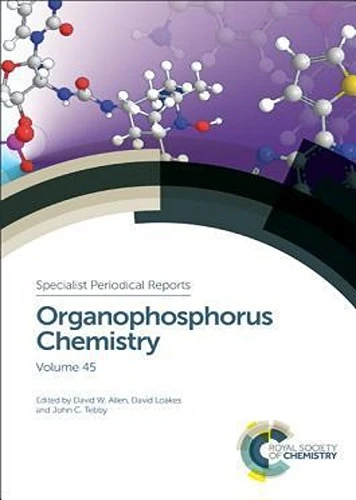 Specialist Periodical Reports
Organophosphorus
Chemistry
Volume 45
Edited by David W. Allen, David Loakes
and John C. Tebby
ROYAL SOCIETY
OF CHEMISTRY